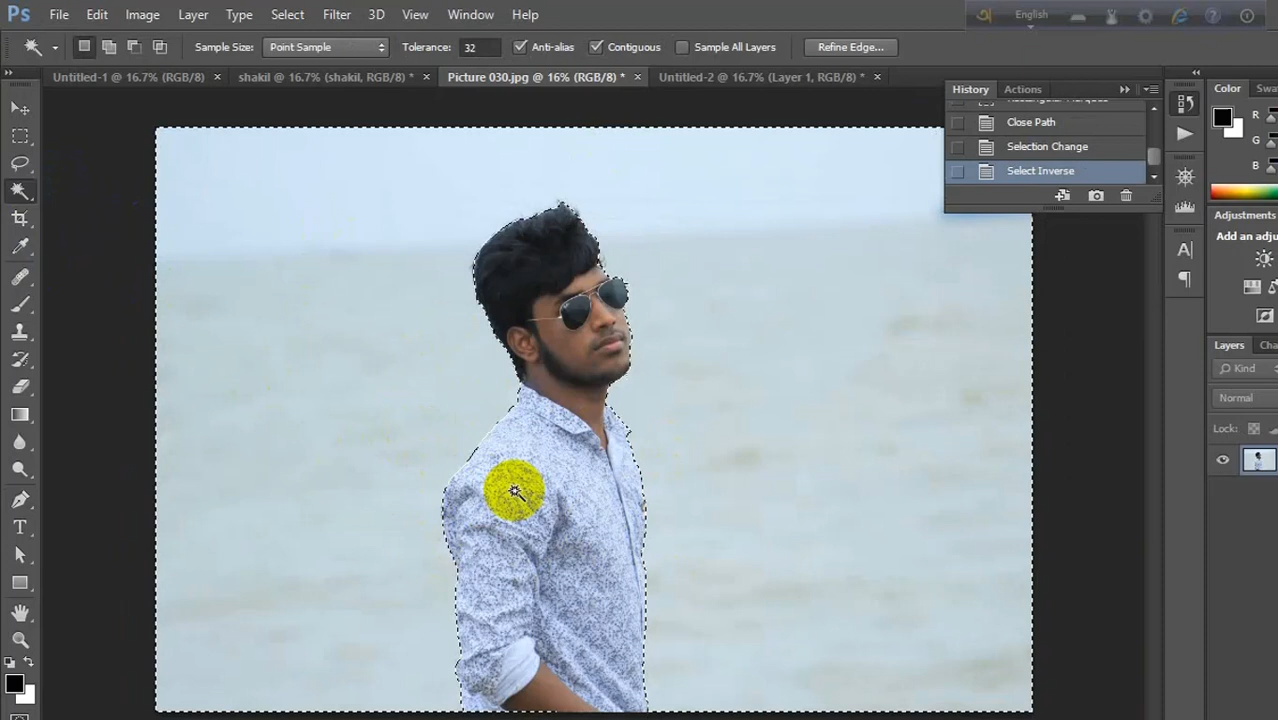 Ps File Edit Image Layer Type Select Filter 3D View Window Help
English
Sample Size: Point Sample Tolerance: 32 Anti-alias Contiguous Sample All Layers Refine Edge...
Untitled-1 @ 16.7% (RGB/8) × shakil @ 16.7% (shakil, RGB/8) * × Picture 030.jpg @ 16% (RGB/8) * × Untitled-2 @ 16.7% (Layer 1, RGB/8) * ×
History Actions
Close Path
Selection Change
Select Inverse
Color Swa
R
G
B
Adjustments
Add an adju
Layers Cha
Kind
Normal
Lock: